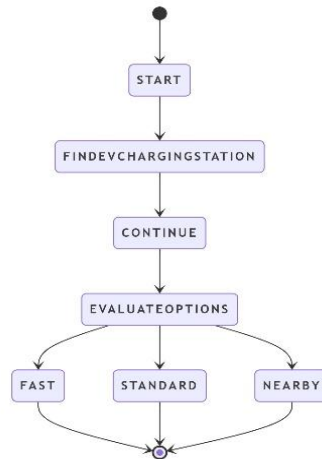 START
FINDEVCHARGINGSTATION
CONTINUE
EVALUATEOPTIONS
FAST
STANDARD
NEARBY